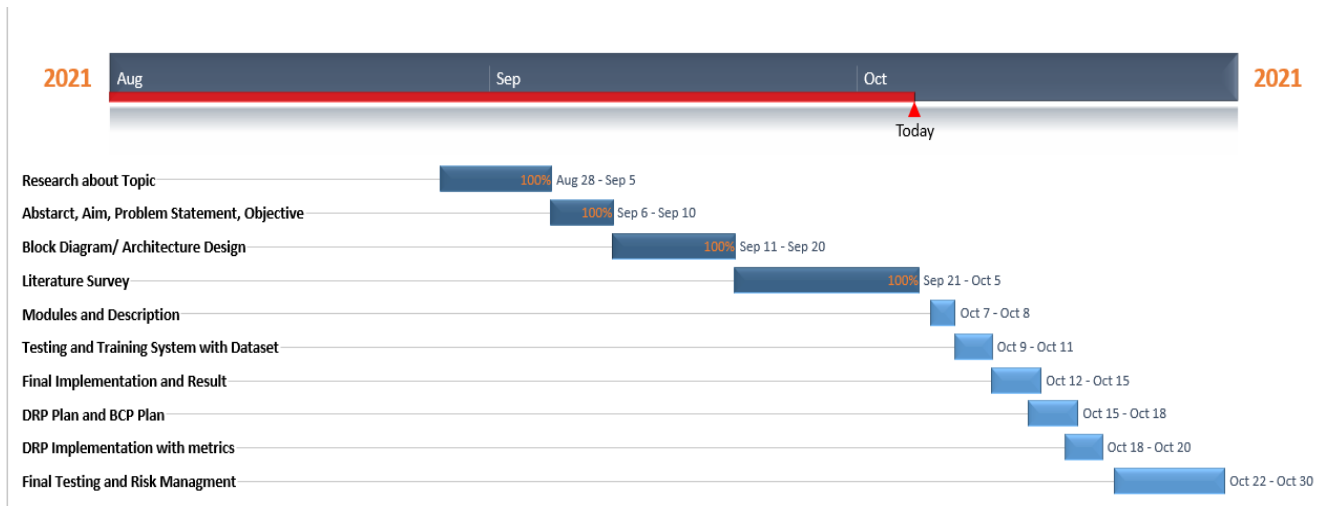 2021 Aug Sep Oct 2021
Today
Research about Topic 100% Aug 28 - Sep 5
Abstarct, Aim, Problem Statement, Objective 100% Sep 6 - Sep 10
Block Diagram/ Architecture Design 100% Sep 11 - Sep 20
Literature Survey 100% Sep 21 - Oct 5
Modules and Description Oct 7 - Oct 8
Testing and Training System with Dataset Oct 9 - Oct 11
Final Implementation and Result Oct 12 - Oct 15
DRP Plan and BCP Plan Oct 15 - Oct 18
DRP Implementation with metrics Oct 18 - Oct 20
Final Testing and Risk Managment Oct 22 - Oct 30